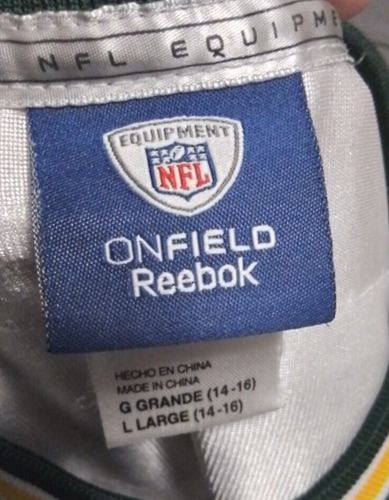 NFL EQUIPME
EQUIPMENT
NFL
ONFIELD
Reebok
HECHO EN CHINA
MADE IN CHINA
G GRANDE (14-16)
L LARGE (14-16)